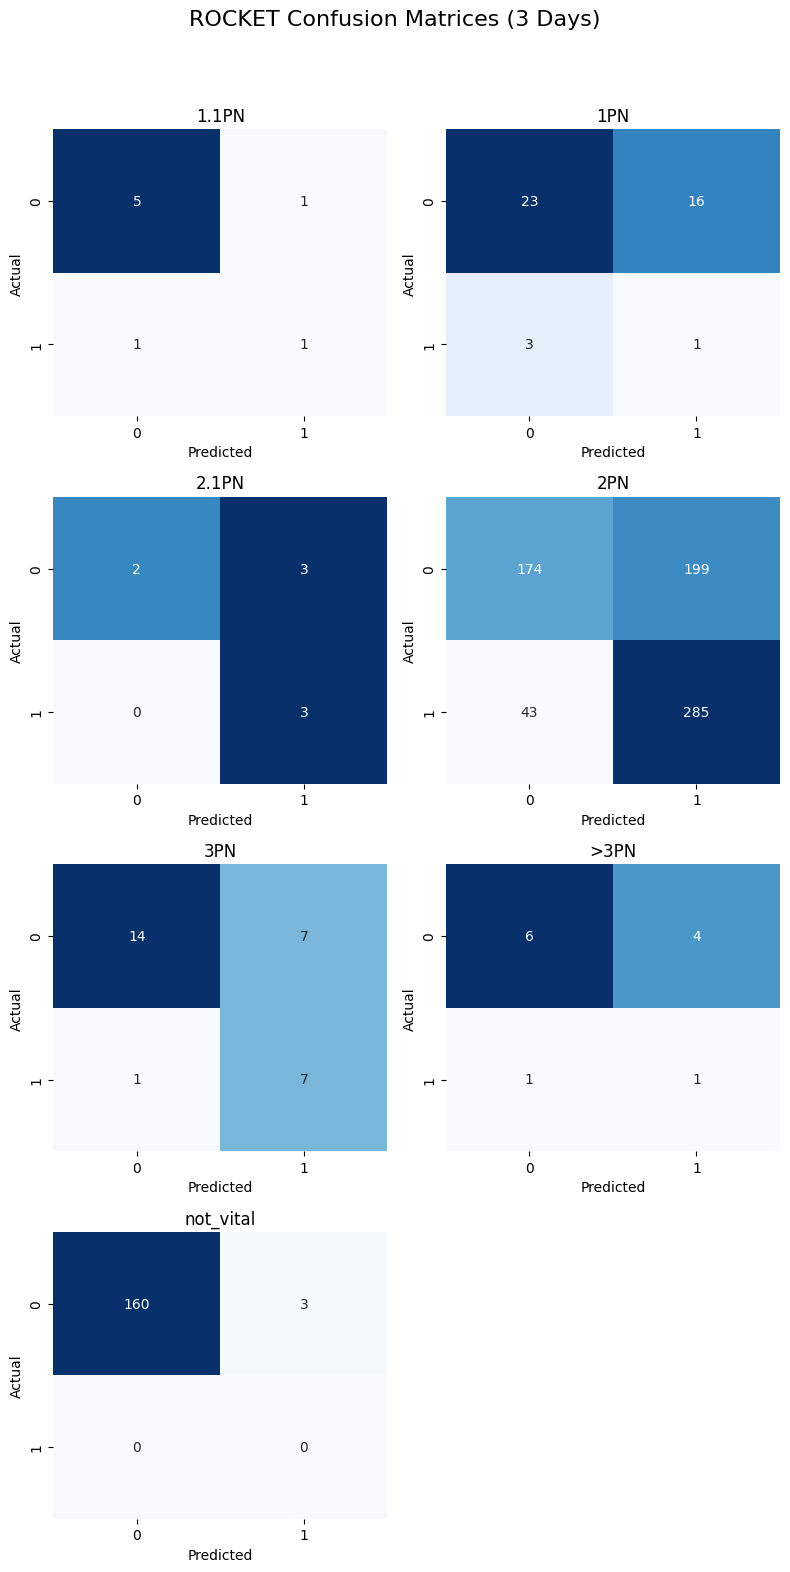 ROCKET Confusion Matrices (3 Days)
1.1PN
0
5
1
Actual
1
1
1
0
1
Predicted
1PN
0
23
16
Actual
1
3
1
0
1
Predicted
2.1PN
0
2
3
Actual
1
0
3
0
1
Predicted
2PN
0
174
199
Actual
1
43
285
0
1
Predicted
3PN
0
14
7
Actual
1
1
7
0
1
Predicted
>3PN
0
6
4
Actual
1
1
1
0
1
Predicted
not_vital
0
160
3
Actual
1
0
0
0
1
Predicted